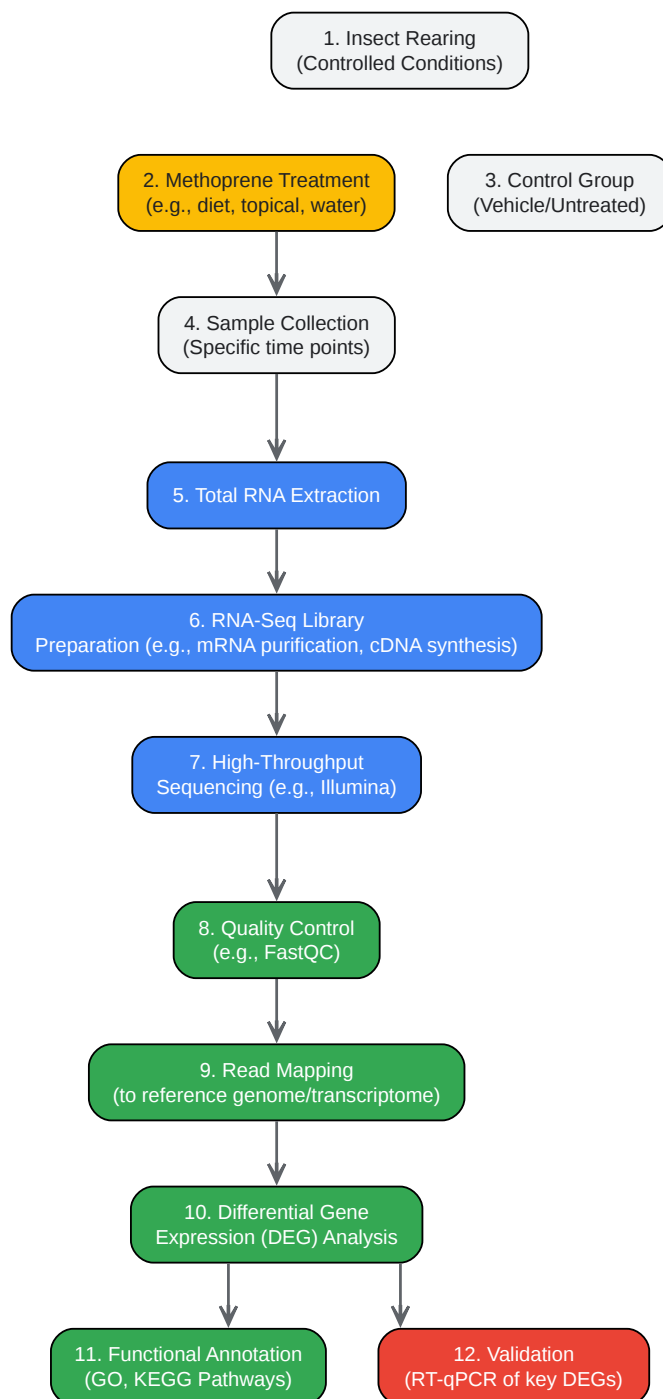 1. Insect Rearing
(Controlled Conditions)
2. Methoprene Treatment
(e.g., diet, topical, water)
3. Control Group
(Vehicle/Untreated)
4. Sample Collection
(Specific time points)
5. Total RNA Extraction
6. RNA-Seq Library
Preparation (e.g., mRNA purification, cDNA synthesis)
7. High-Throughput
Sequencing (e.g., Illumina)
8. Quality Control
(e.g., FastQC)
9. Read Mapping
(to reference genome/transcriptome)
10. Differential Gene
Expression (DEG) Analysis
11. Functional Annotation
(GO, KEGG Pathways)
12. Validation
(RT-qPCR of key DEGs)